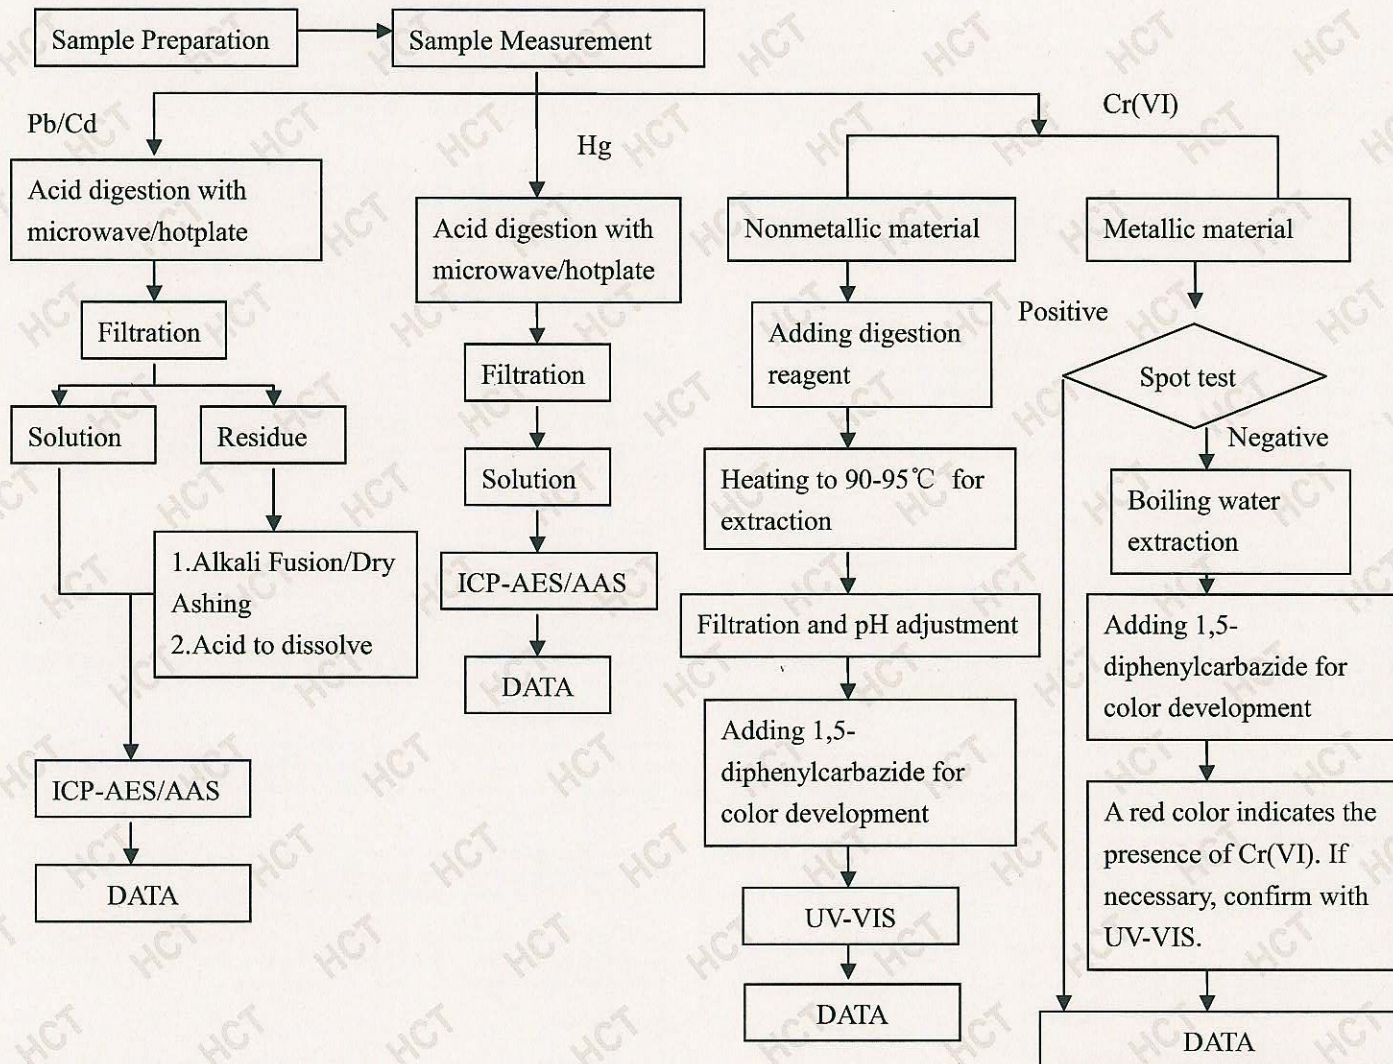 Sample Preparation
Sample Measurement
Pb/Cd
Acid digestion with
microwave/hotplate
Filtration
Solution
Residue
1.Alkali Fusion/Dry
Ashing
2.Acid to dissolve
ICP-AES/AAS
DATA
Hg
Acid digestion with
microwave/hotplate
Filtration
Solution
ICP-AES/AAS
DATA
Cr(VI)
Nonmetallic material
Adding digestion
reagent
Heating to 90-95℃ for
extraction
Filtration and pH adjustment
Adding 1,5-
diphenylcarbazide for
color development
UV-VIS
DATA
Metallic material
Positive
Spot test
Negative
Boiling water
extraction
Adding 1,5-
diphenylcarbazide for
color development
A red color indicates the
presence of Cr(VI). If
necessary, confirm with
UV-VIS.
DATA
HCT